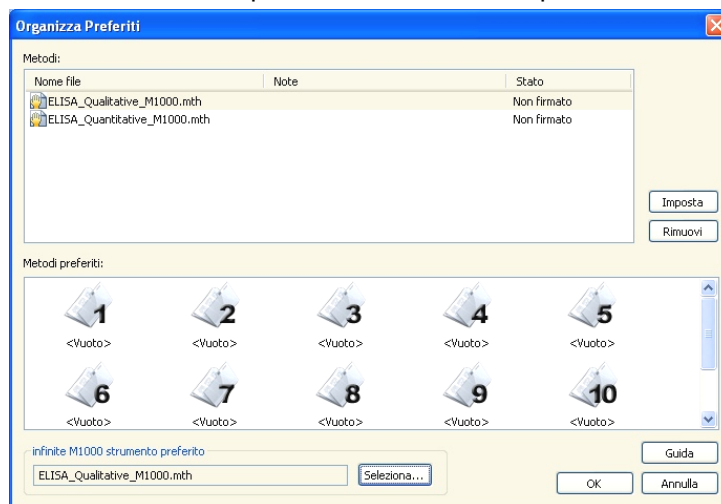 Organizza Preferiti
Metodi:
Nome file Note Stato
ELISA_Qualitative_M1000.mth Non firmato
ELISA_Quantitative_M1000.mth Non firmato
Imposta
Rimuovi
Metodi preferiti:
1 2 3 4 5
<Vuoto> <Vuoto> <Vuoto> <Vuoto> <Vuoto>
6 7 8 9 10
<Vuoto> <Vuoto> <Vuoto> <Vuoto> <Vuoto>
infinite M1000 strumento preferito
Guida
ELISA_Qualitative_M1000.mth Seleziona...
OK Annulla